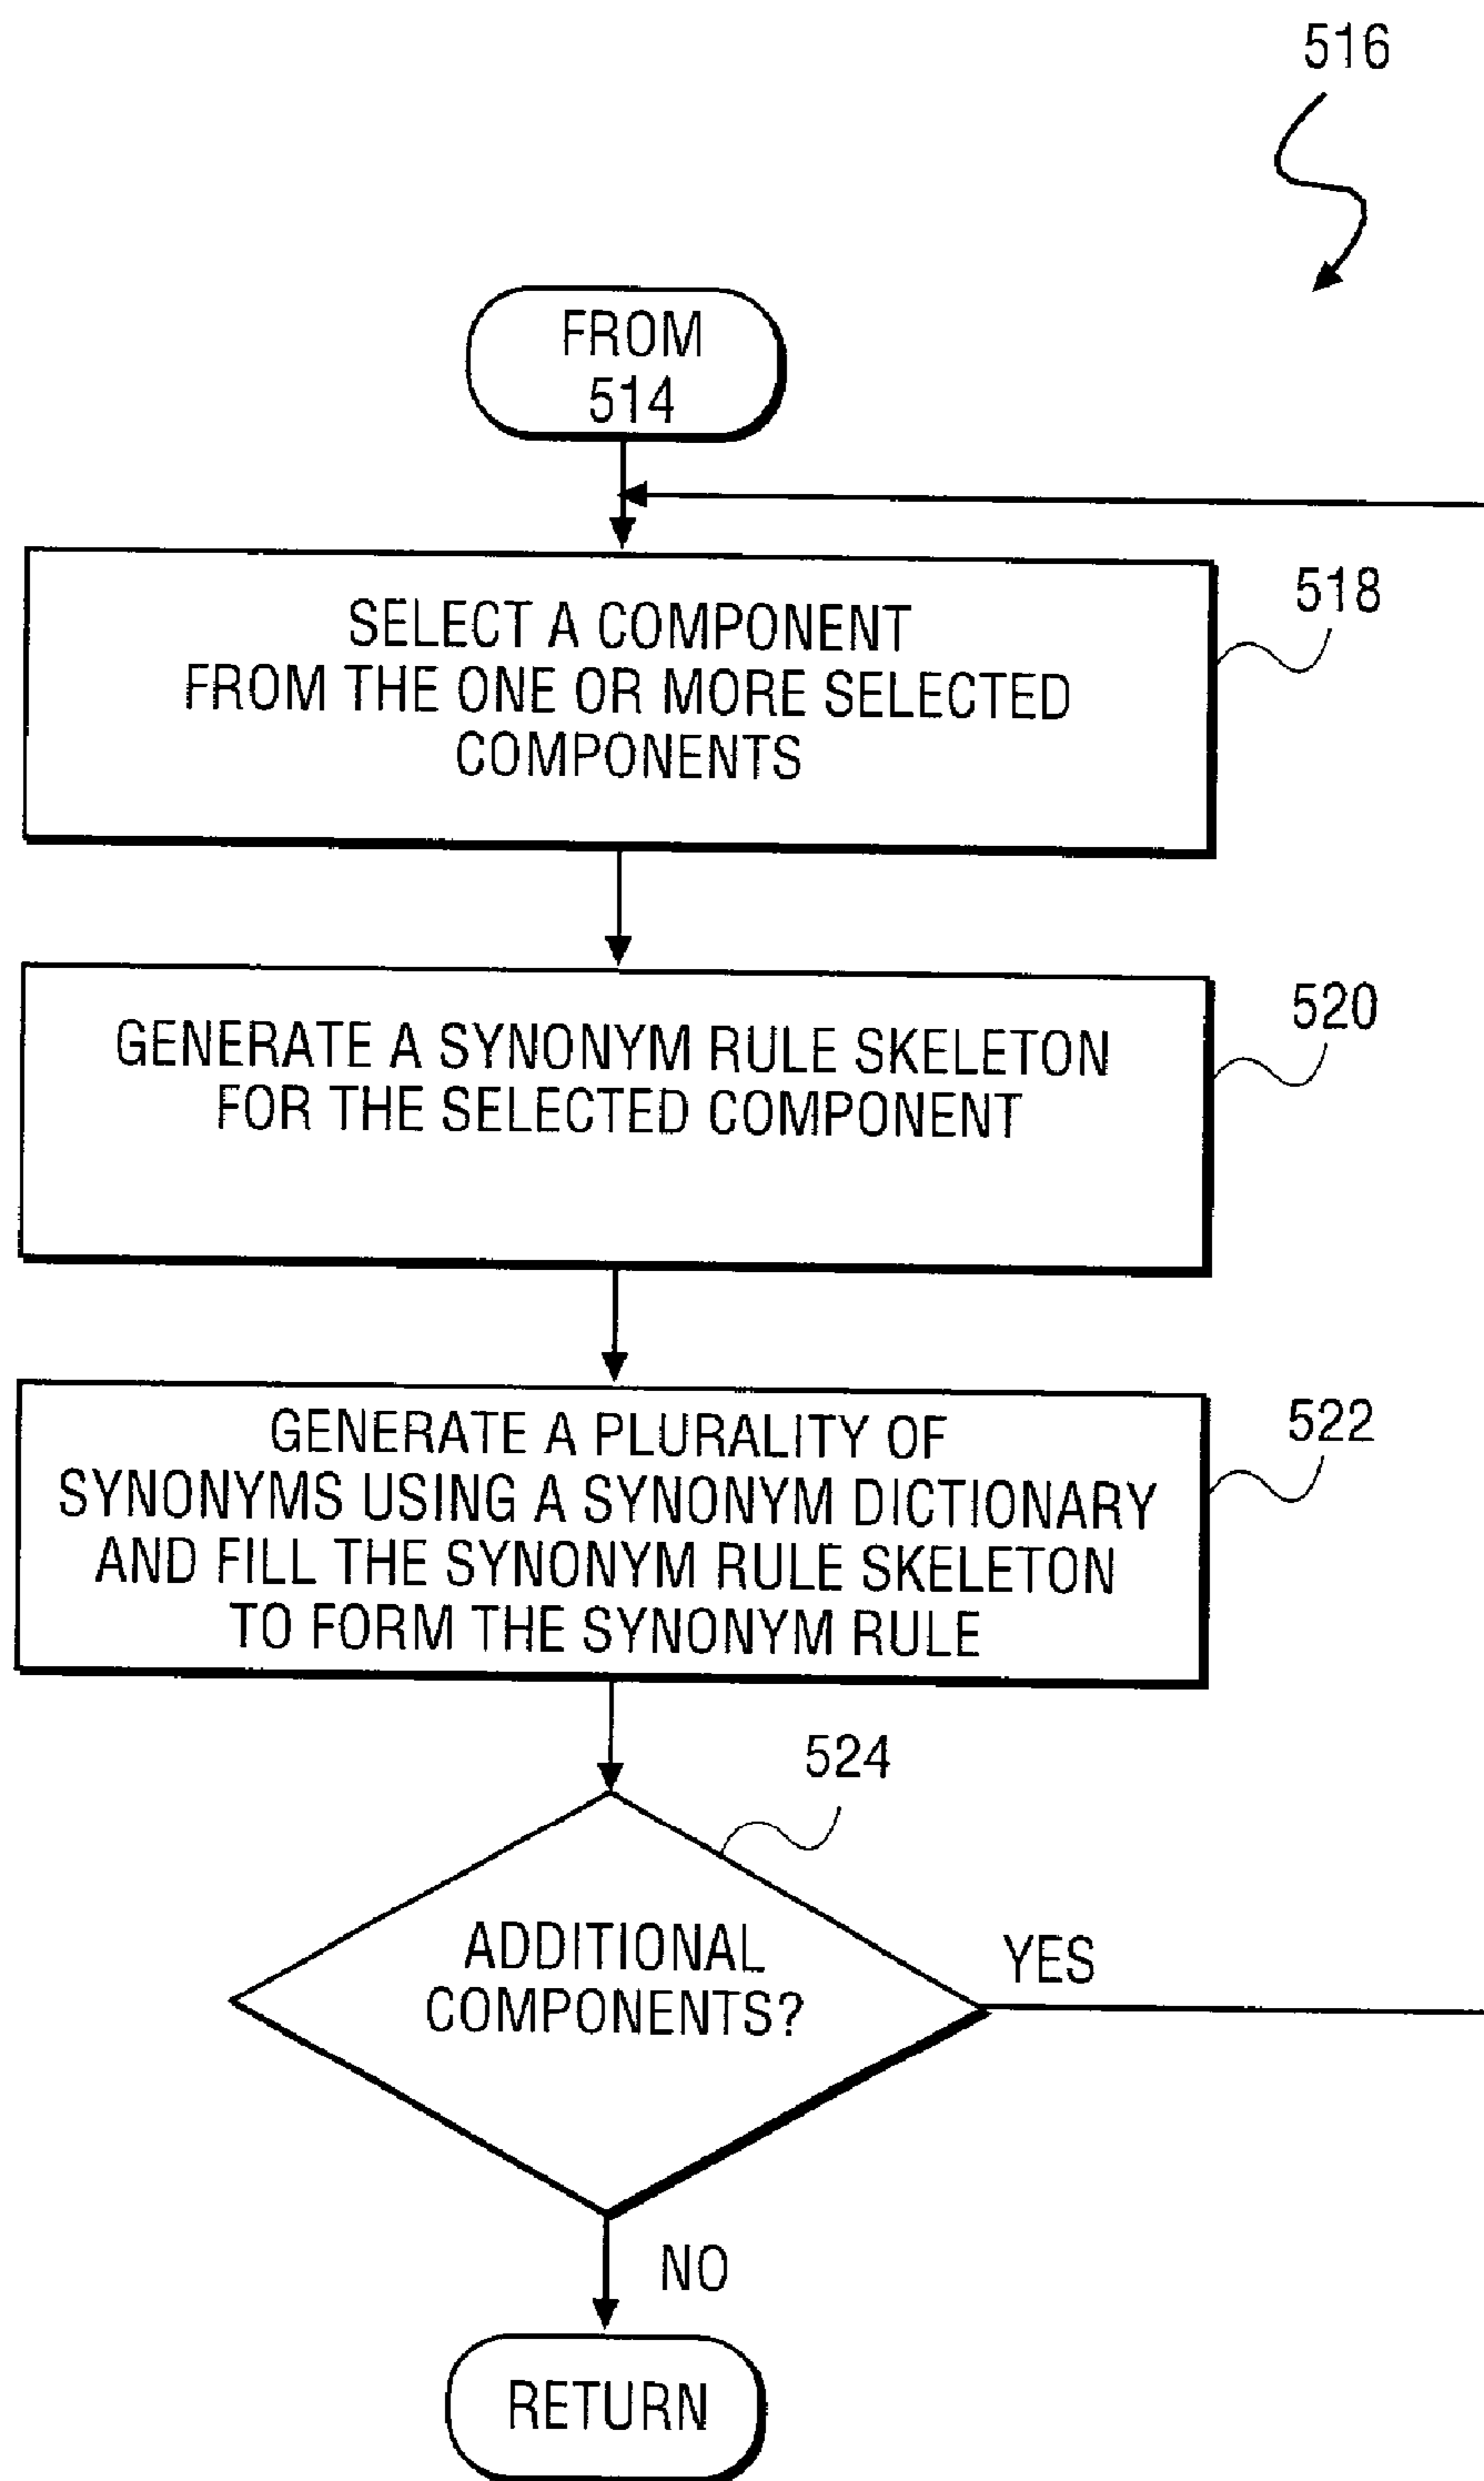 516
FROM
514
SELECT A COMPONENT
FROM THE ONE OR MORE SELECTED
COMPONENTS
518
GENERATE A SYNONYM RULE SKELETON
FOR THE SELECTED COMPONENT
520
GENERATE A PLURALITY OF
SYNONYMS USING A SYNONYM DICTIONARY
AND FILL THE SYNONYM RULE SKELETON
TO FORM THE SYNONYM RULE
522
524
ADDITIONAL
COMPONENTS?
YES
NO
RETURN